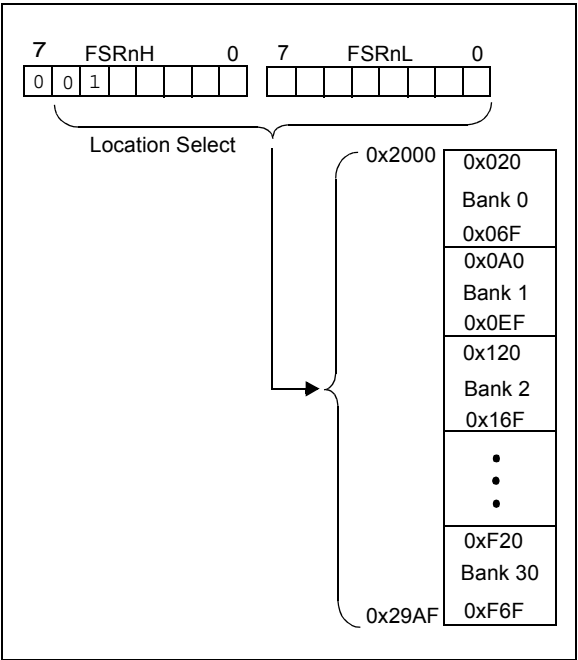 7 FSRnH 0 7 FSRnL 0
0 0 1
Location Select
0x2000
0x020
Bank 0
0x06F
0x0A0
Bank 1
0x0EF
0x120
Bank 2
0x16F
0xF20
Bank 30
0x29AF
0xF6F